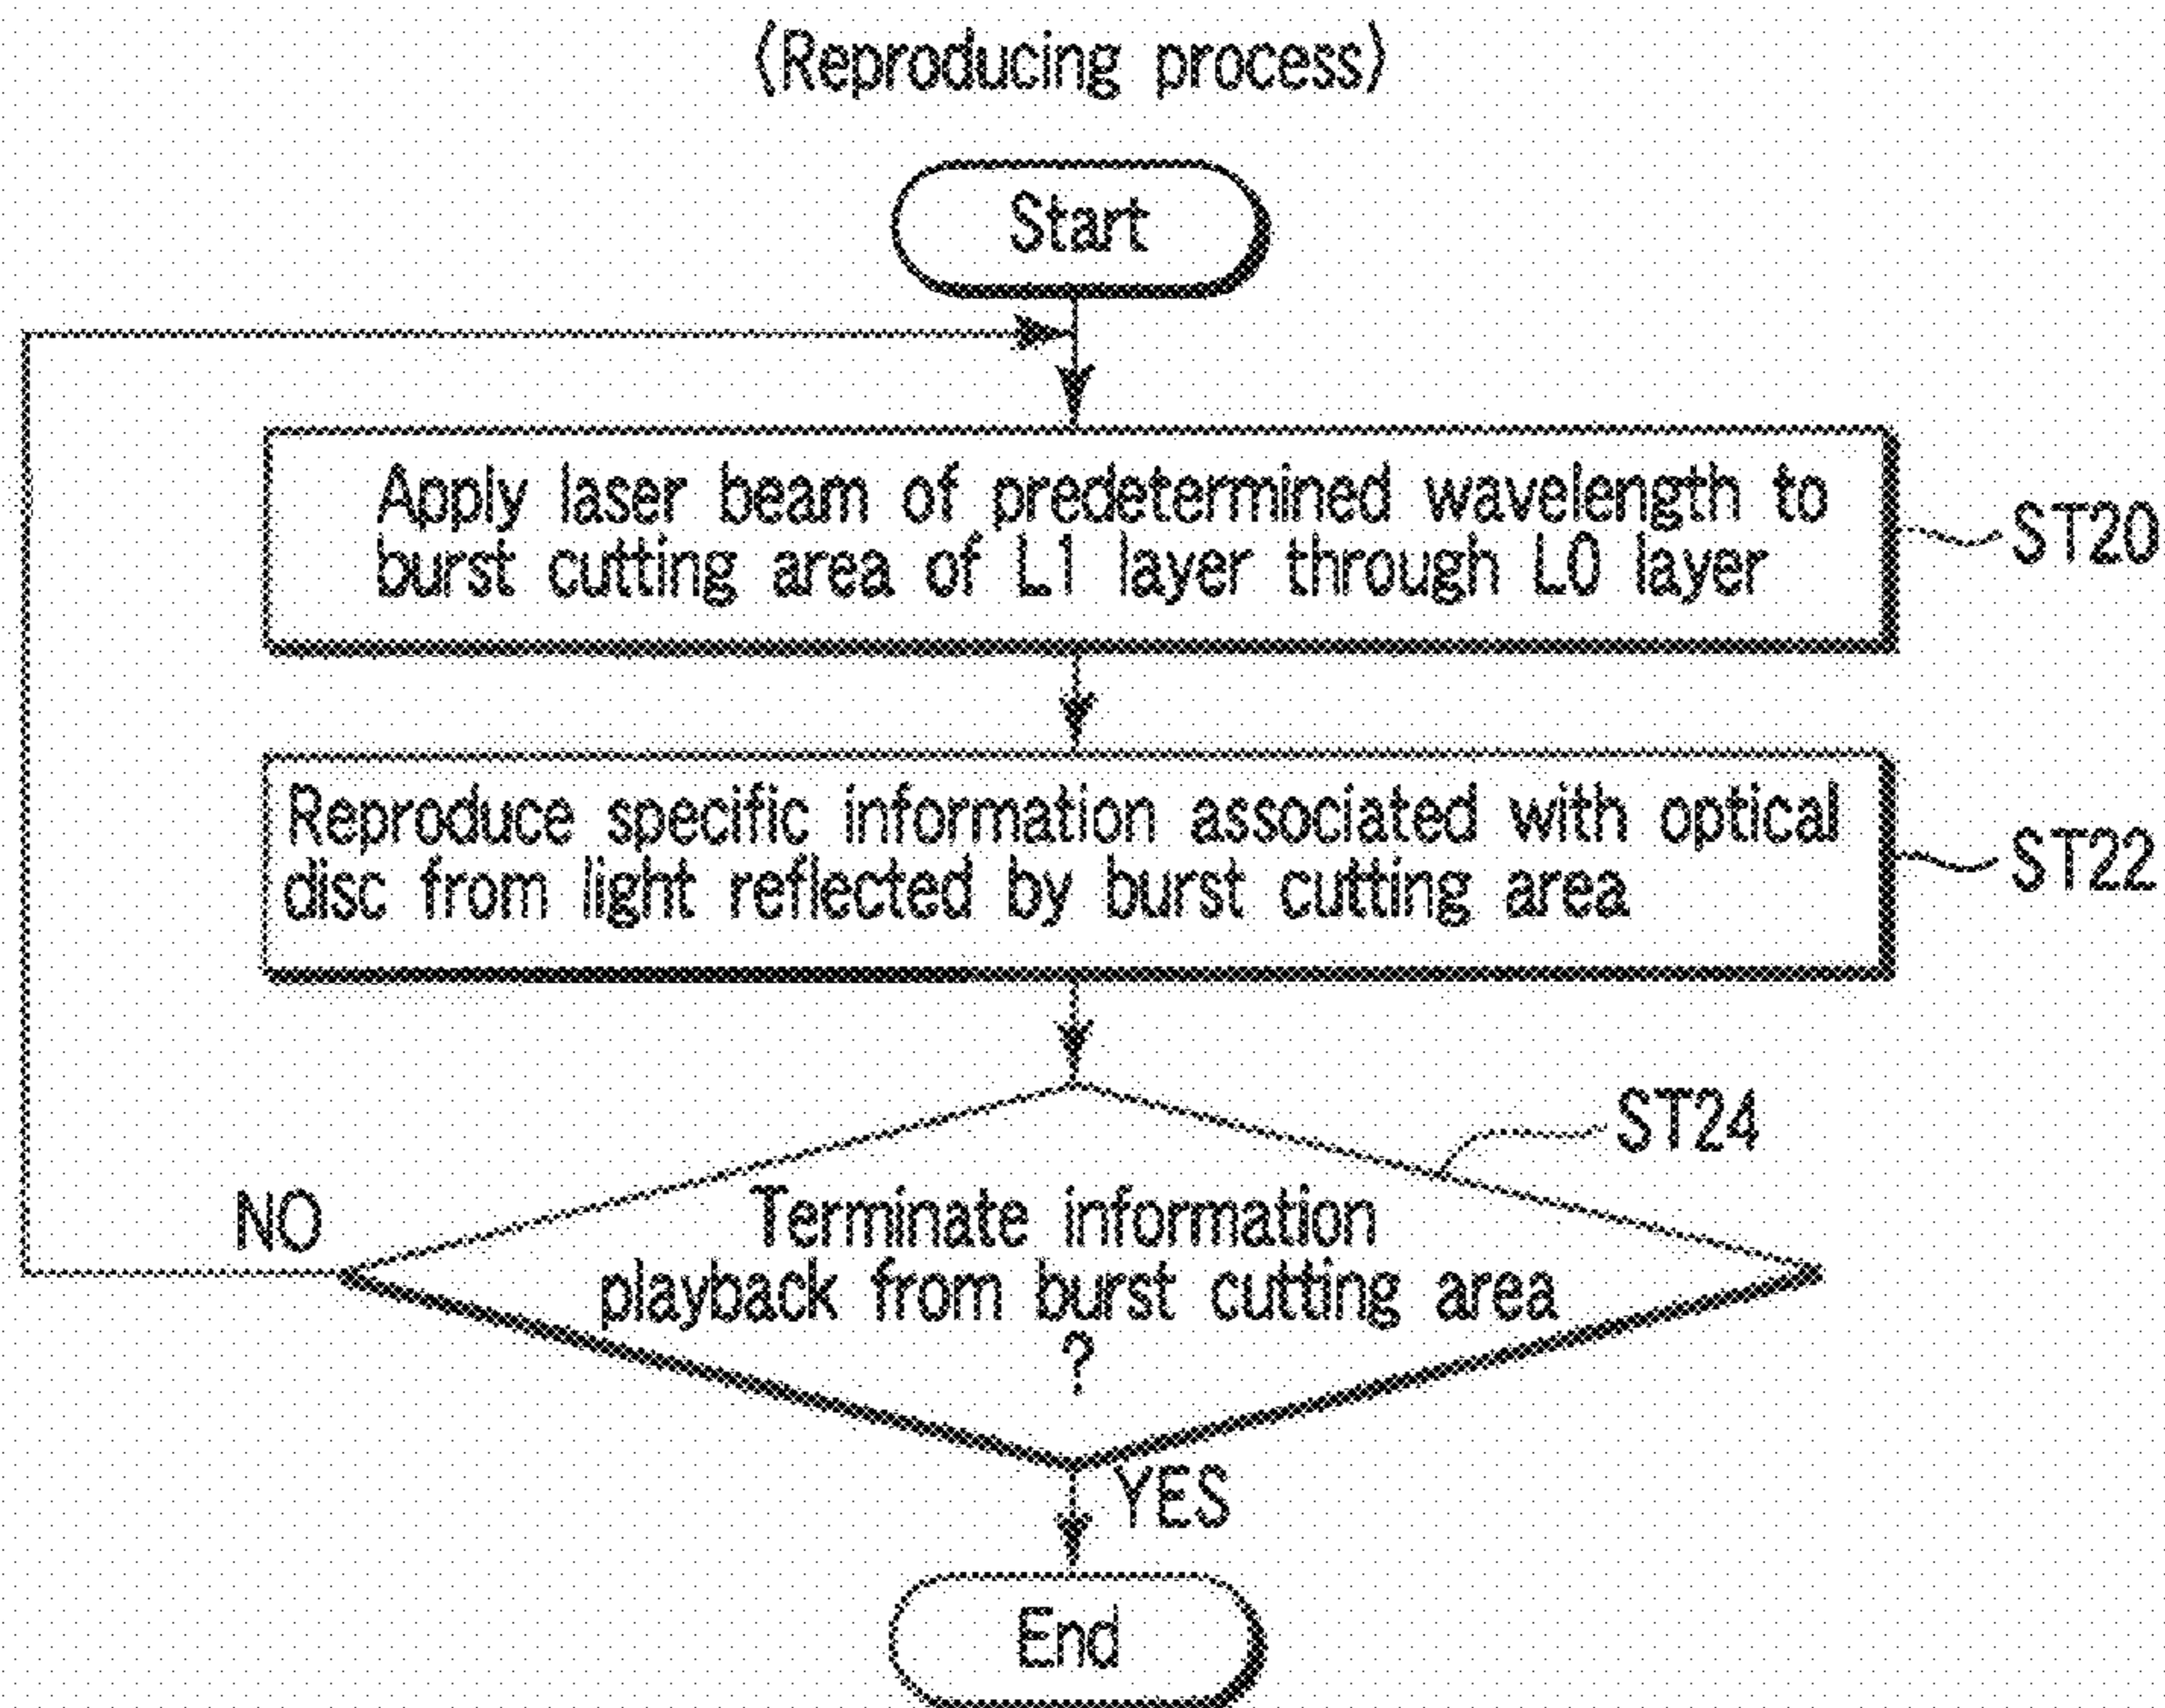 (Reproducing process)
Start
Apply laser beam of predetermined wavelength to
burst cutting area of L1 layer through L0 layer
ST20
Reproduce specific information associated with optical
disc from light reflected by burst cutting area
ST22
ST24
NO
Terminate information
playback from burst cutting area
?
YES
End